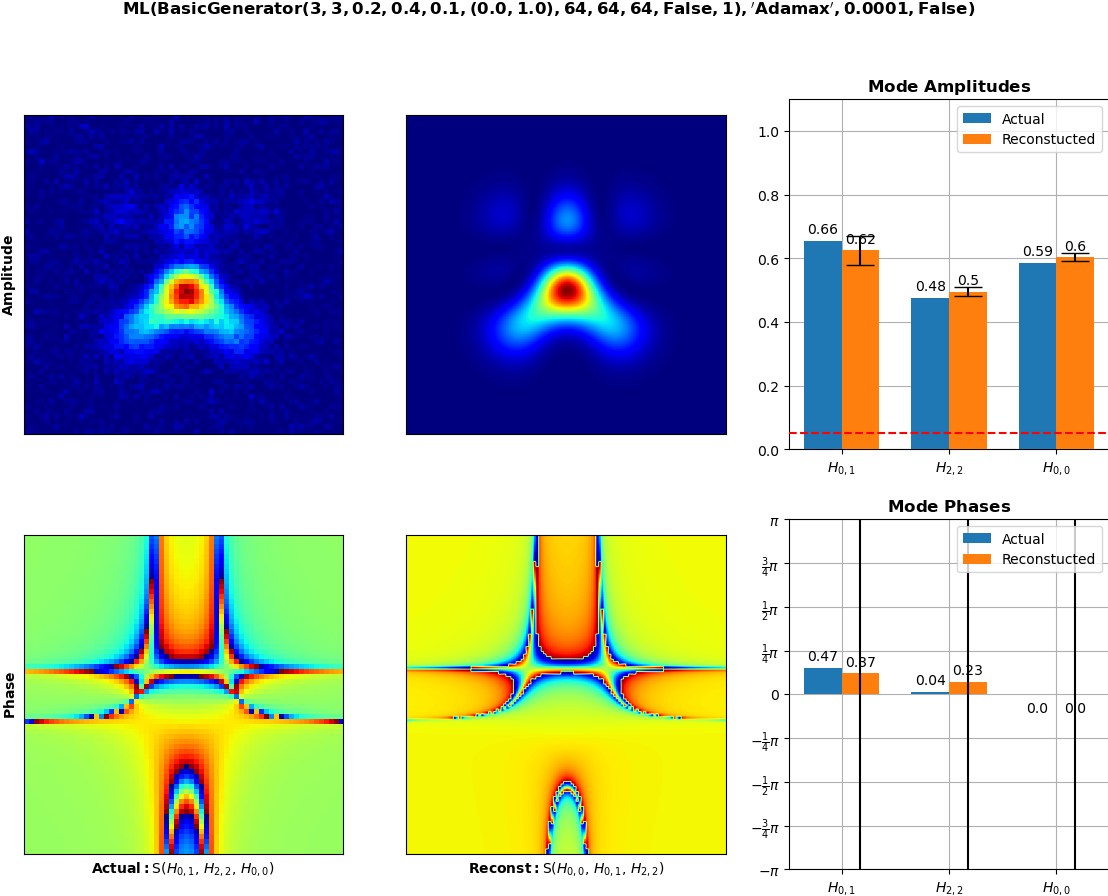 ML(BasicGenerator(3, 3, 0.2, 0.4, 0.1, (0.0, 1.0), 64, 64, 64, False, 1), 'Adamax', 0.0001, False)
Amplitude
Mode Amplitudes
Actual
Reconstucted
1.0
0.8
0.6
0.4
0.2
0.0
0.66
0.62
0.48
0.5
0.59
0.6
H0,1
H2,2
H0,0
Phase
Actual: S(H0,1, H2,2, H0,0)
Reconst: S(H0,0, H0,1, H2,2)
Mode Phases
Actual
Reconstucted
π
3/4π
1/2π
1/4π
0
−1/4π
−1/2π
−3/4π
−π
0.47
0.37
0.04
0.23
0.0
0.0
H0,1
H2,2
H0,0